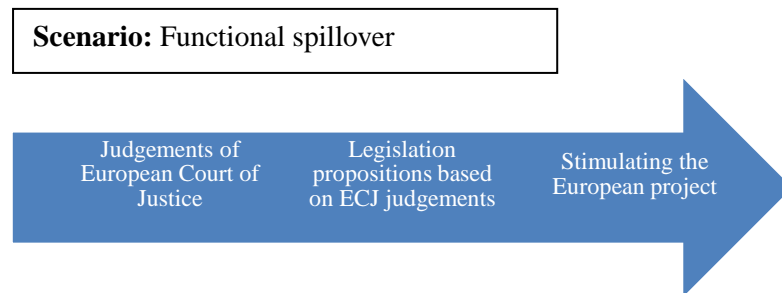 Scenario: Functional spillover
Judgements of
European Court of
Justice
Legislation
propositions based
on ECJ judgements
Stimulating the
European project